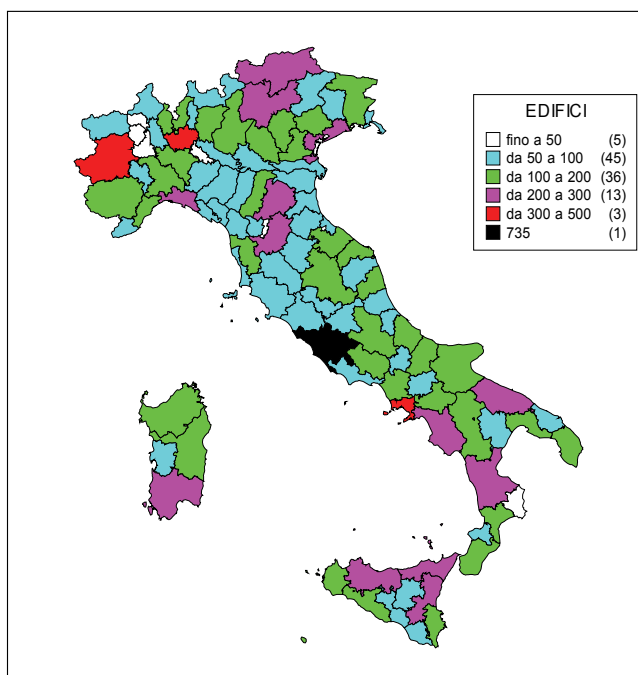 EDIFICI
fino a 50 (5)
da 50 a 100 (45)
da 100 a 200 (36)
da 200 a 300 (13)
da 300 a 500 (3)
735 (1)